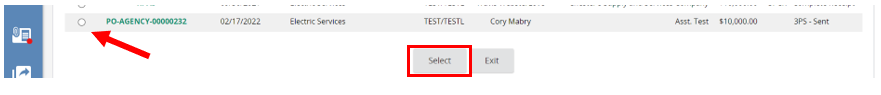 PO-AGENCY-00000232 02/17/2022 Electric Services TEST/TESTL Cory Mabry Asst. Test $10,000.00 3PS - Sent
Select Exit